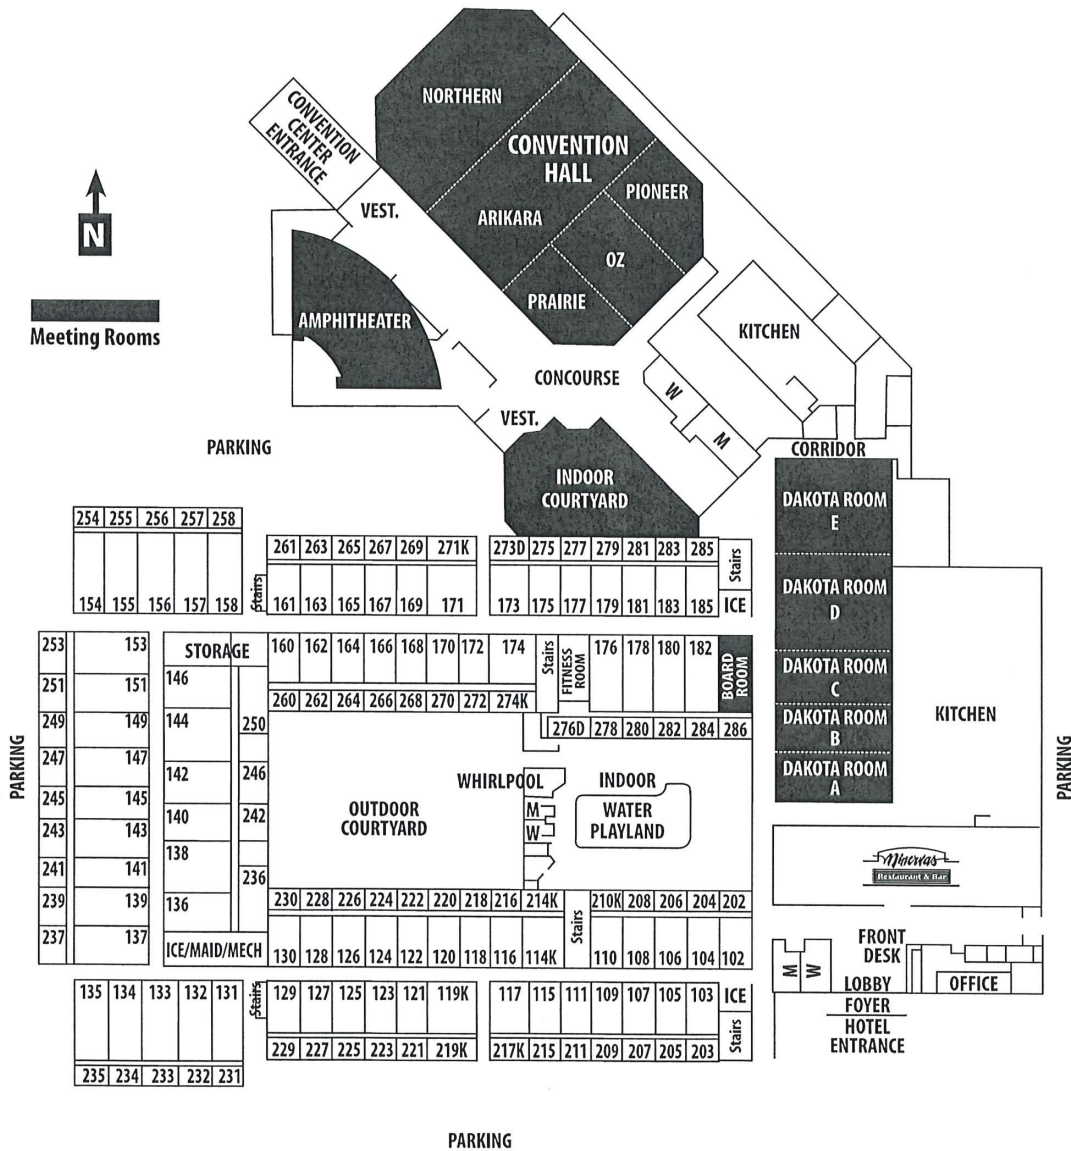 NORTHERN
CONVENTION
HALL
PIONEER
ARIKARA
OZ
PRAIRIE
CONVENTION
CENTER
ENTRANCE
VEST.
N
Meeting Rooms
AMPHITHEATER
KITCHEN
CONCOURSE
W
M
VEST.
PARKING
INDOOR
COURTYARD
CORRIDOR
DAKOTA ROOM
E
DAKOTA ROOM
D
DAKOTA ROOM
C
DAKOTA ROOM
B
DAKOTA ROOM
A
KITCHEN
PARKING
254 255 256 257 258
154 155 156 157 158
261 263 265 267 269 271K
Stairs
161 163 165 167 169 171
273D 275 277 279 281 283 285
Stairs
173 175 177 179 181 183 185 ICE
253 153
251 151
249 149
247 147
245 145
243 143
241 141
239 139
237 137
PARKING
STORAGE
146
144
142
140
138
136
250
246
242
236
ICE/MAID/MECH
160 162 164 166 168 170 172 174
Stairs
FITNESS
ROOM
176 178 180 182
BOARD
ROOM
260 262 264 266 268 270 272 274K
276D 278 280 282 284 286
WHIRLPOOL
M
W
INDOOR
WATER
PLAYLAND
OUTDOOR
COURTYARD
230 228 226 224 222 220 218 216 214K
Stairs
210K 208 206 204 202
130 128 126 124 122 120 118 116 114K
110 108 106 104 102
Minervas
Restaurant & Bar
M
W
FRONT
DESK
LOBBY
OFFICE
FOYER
HOTEL
ENTRANCE
135 134 133 132 131
235 234 233 232 231
Stairs
129 127 125 123 121 119K
229 227 225 223 221 219K
117 115 111 109 107 105 103 ICE
Stairs
217K 215 211 209 207 205 203
PARKING